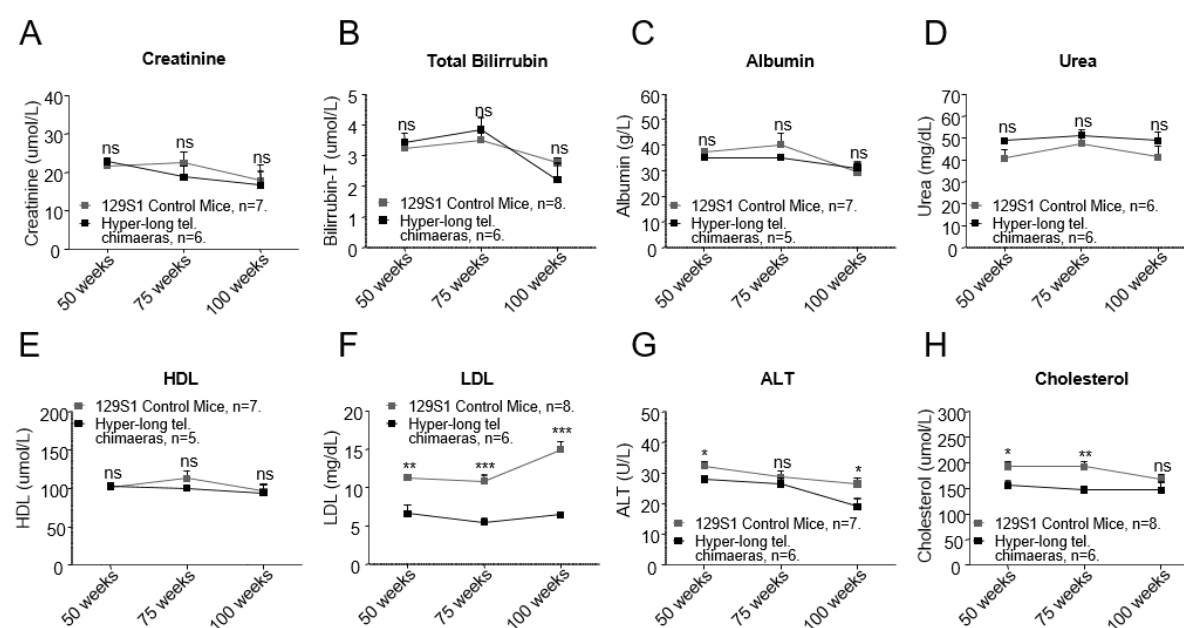 A
Creatinine
Creatinine (umol/L)
40
30
20
10
0
ns
ns
ns
129S1 Control Mice, n=7.
Hyper-long tel.
chimaeras, n=6.
50 weeks
75 weeks
100 weeks
B
Total Bilirrubin
Bilirrubin-T (umol/L)
5
4
3
2
1
0
ns
ns
ns
129S1 Control Mice, n=8.
Hyper-long tel.
chimaeras, n=6.
50 weeks
75 weeks
100 weeks
C
Albumin
Albumin (g/L)
60
50
40
30
20
10
0
ns
ns
ns
129S1 Control Mice, n=7.
Hyper-long tel.
chimaeras, n=5.
50 weeks
75 weeks
100 weeks
D
Urea
Urea (mg/dL)
70
60
50
40
30
20
10
0
ns
ns
ns
129S1 Control Mice, n=6.
Hyper-long tel.
chimaeras, n=6.
50 weeks
75 weeks
100 weeks
E
HDL
HDL (umol/L)
200
150
100
50
0
129S1 Control Mice, n=7.
Hyper-long tel.
chimaeras, n=5.
ns
ns
ns
50 weeks
75 weeks
100 weeks
F
LDL
LDL (mg/dL)
20
15
10
5
0
129S1 Control Mice, n=8.
Hyper-long tel.
chimaeras, n=6.
**
***
***
50 weeks
75 weeks
100 weeks
G
ALT
ALT (U/L)
50
40
30
20
10
0
*
ns
*
129S1 Control Mice, n=7.
Hyper-long tel.
chimaeras, n=6.
50 weeks
75 weeks
100 weeks
H
Cholesterol
Cholesterol (umol/L)
300
250
200
150
100
50
0
*
**
ns
129S1 Control Mice, n=8.
Hyper-long tel.
chimaeras, n=6.
50 weeks
75 weeks
100 weeks